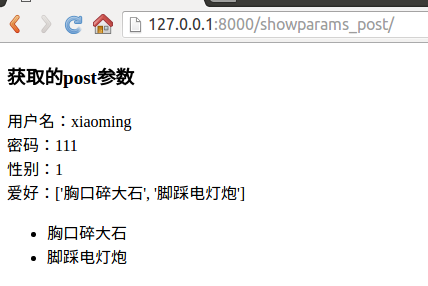 127.0.0.1:8000/showparams_post/
获取的post参数
用户名：xiaoming
密码：111
性别：1
爱好：['胸口碎大石', '脚踩电灯炮']
胸口碎大石
脚踩电灯炮